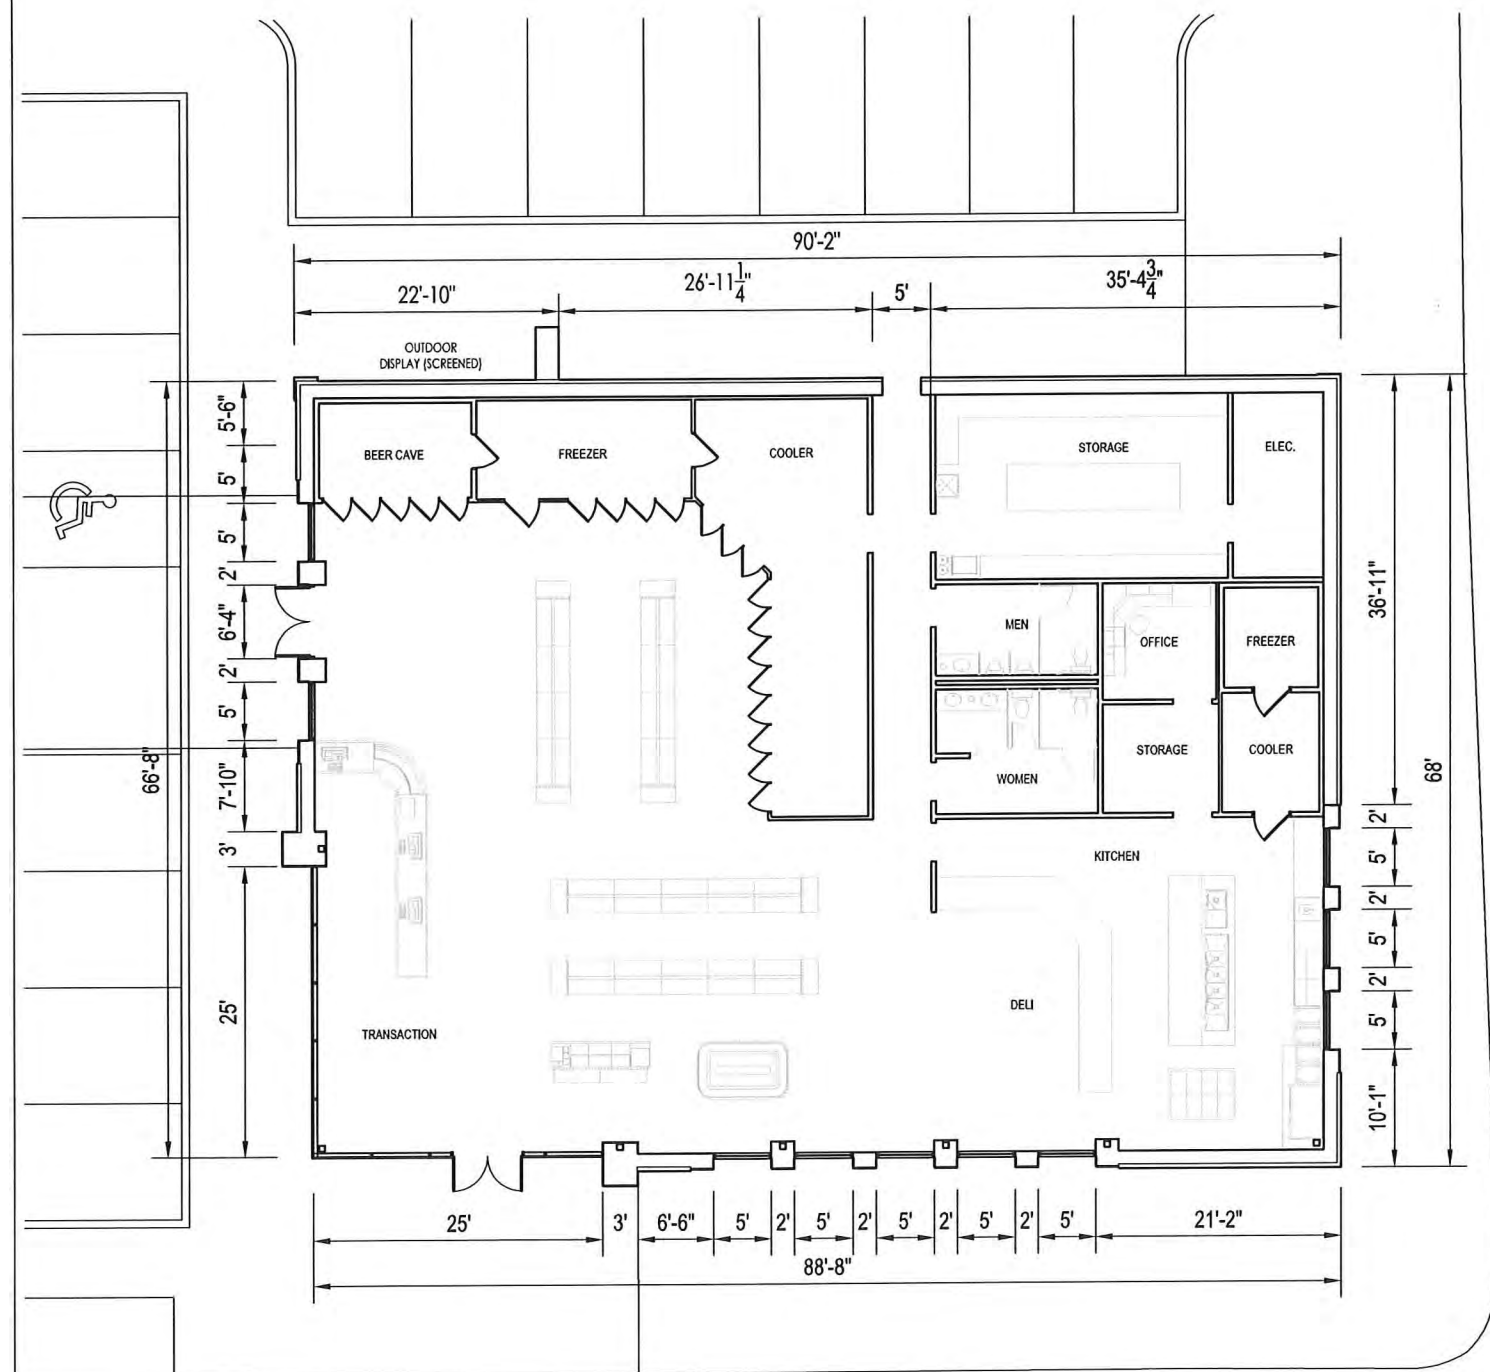 90'-2"
22'-10"
26'-11 1/4"
5'
35'-4 3/4"
OUTDOOR
DISPLAY (SCREENED)
5'-6"
5'
5'
2'
6'-4"
2'
5'
7'-10"
3'
25'
66'-8"
BEER CAVE
FREEZER
COOLER
STORAGE
ELEC.
MEN
OFFICE
FREEZER
WOMEN
STORAGE
COOLER
KITCHEN
DELI
TRANSACTION
36'-11"
68'
2'
5'
2'
5'
2'
5'
10'-1"
25'
3'
6'-6"
5'
2'
5'
2'
5'
2'
5'
2'
5'
21'-2"
88'-8"